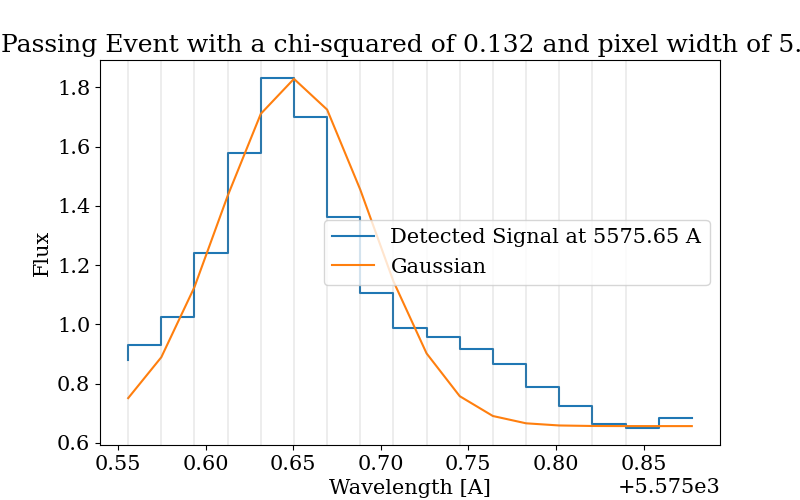 Passing Event with a chi-squared of 0.132 and pixel width of 5.
1.8
1.6
1.4
1.2
1.0
0.8
0.6
Flux
Detected Signal at 5575.65 A
Gaussian
0.55 0.60 0.65 0.70 0.75 0.80 0.85
Wavelength [A]
+5.575e3